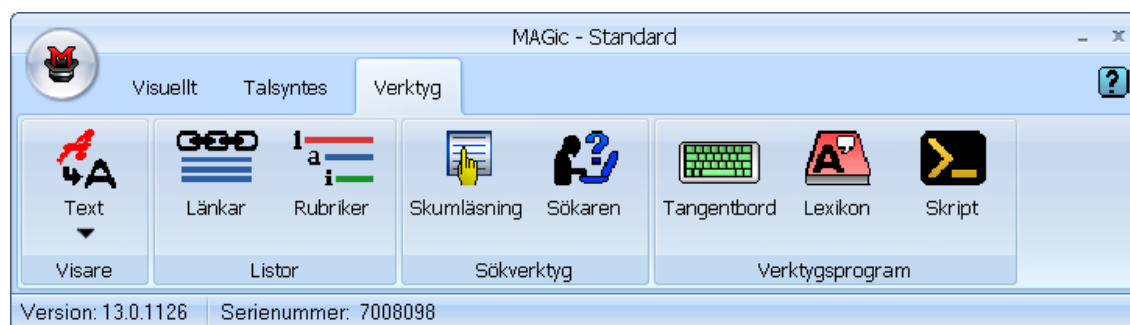 MAGic - Standard
Visuellt Talsyntes Verktyg
Text Länkar Rubriker Skumläsning Sökaren Tangentbord Lexikon Skript
Visare Listor Sökverktyg Verktygsprogram
Version: 13.0.1126 Serienummer: 7008098